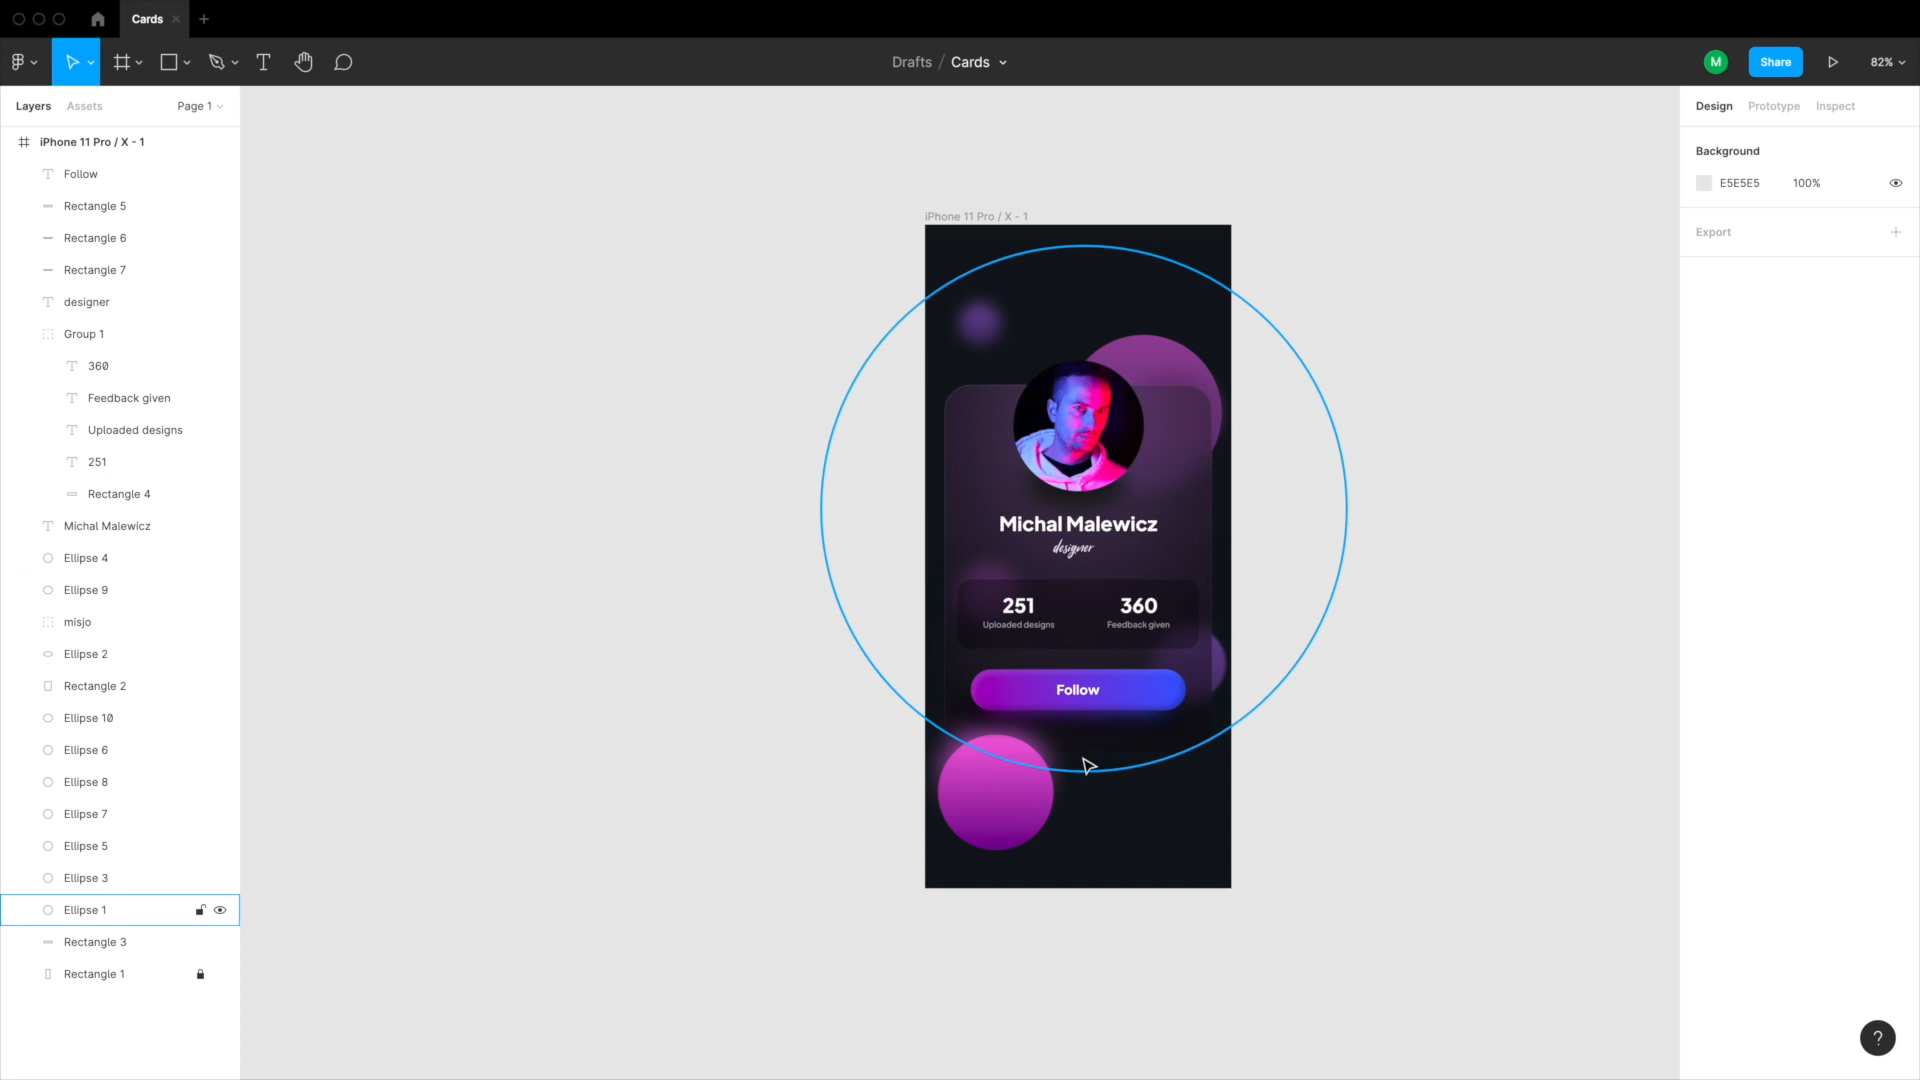 Cards
Drafts / Cards
M
Share
82%
Layers
Assets
Page 1
Design
Prototype
Inspect
iPhone 11 Pro / X - 1
Follow
Rectangle 5
Rectangle 6
Rectangle 7
designer
Group 1
360
Feedback given
Uploaded designs
251
Rectangle 4
Michal Malewicz
Ellipse 4
Ellipse 9
misjo
Ellipse 2
Rectangle 2
Ellipse 10
Ellipse 6
Ellipse 8
Ellipse 7
Ellipse 5
Ellipse 3
Ellipse 1
Rectangle 3
Rectangle 1
iPhone 11 Pro / X - 1
Michal Malewicz
designer
251
360
Uploaded designs
Feedback given
Follow
Background
E5E5E5
100%
Export
?